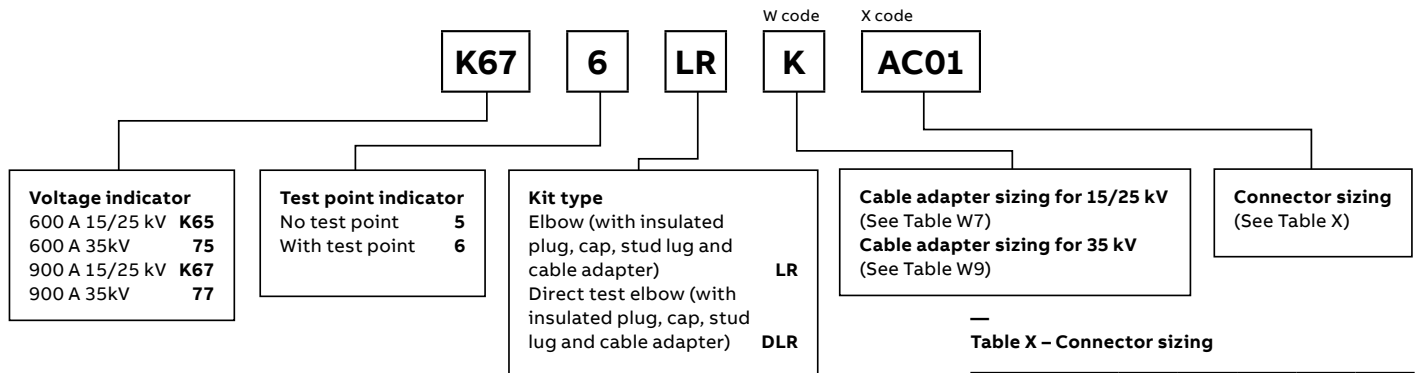 W code X code
K67 6 LR K AC01
Voltage indicator
600 A 15/25 kV K65
600 A 35kV 75
900 A 15/25 kV K67
900 A 35kV 77
Test point indicator
No test point 5
With test point 6
Kit type
Elbow (with insulated
plug, cap, stud lug and
cable adapter) LR
Direct test elbow (with
insulated plug, cap, stud
lug and cable adapter) DLR
Cable adapter sizing for 15/25 kV
(See Table W7)
Cable adapter sizing for 35 kV
(See Table W9)
Connector sizing
(See Table X)
—
Table X – Connector sizing